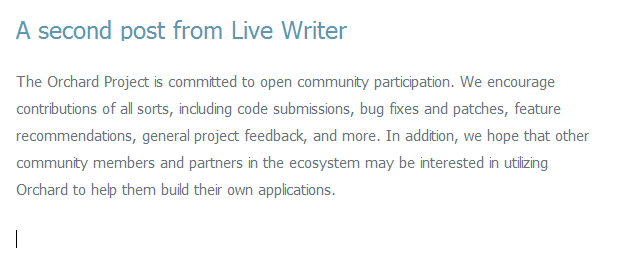 A second post from Live Writer
The Orchard Project is committed to open community participation. We encourage
contributions of all sorts, including code submissions, bug fixes and patches, feature
recommendations, general project feedback, and more. In addition, we hope that other
community members and partners in the ecosystem may be interested in utilizing
Orchard to help them build their own applications.